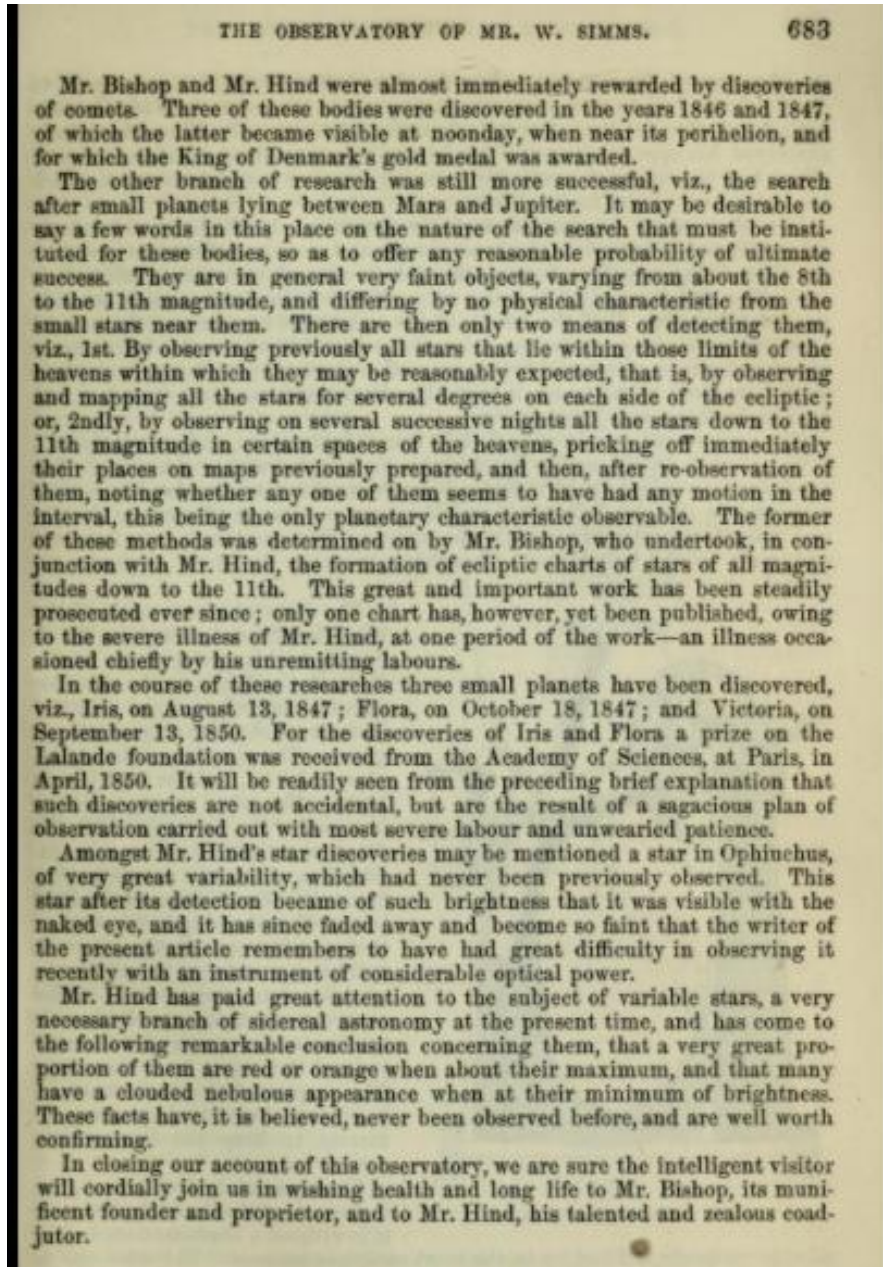 THE OBSERVATORY OF MR. W. SIMMS. 683
Mr. Bishop and Mr. Hind were almost immediately rewarded by discoveries
of comets. Three of these bodies were discovered in the years 1846 and 1847,
of which the latter became visible at noonday, when near its perihelion, and
for which the King of Denmark's gold medal was awarded.
The other branch of research was still more successful, viz., the search
after small planets lying between Mars and Jupiter. It may be desirable to
say a few words in this place on the nature of the search that must be insti-
tuted for these bodies, so as to offer any reasonable probability of ultimate
success. They are in general very faint objects, varying from about the 8th
to the 11th magnitude, and differing by no physical characteristic from the
small stars near them. There are then only two means of detecting them,
viz., 1st. By observing previously all stars that lie within those limits of the
heavens within which they may be reasonably expected, that is, by observing
and mapping all the stars for several degrees on each side of the ecliptic;
or, 2ndly, by observing on several successive nights all the stars down to the
11th magnitude in certain spaces of the heavens, pricking off immediately
their places on maps previously prepared, and then, after re-observation of
them, noting whether any one of them seems to have had any motion in the
interval, this being the only planetary characteristic observable. The former
of these methods was determined on by Mr. Bishop, who undertook, in con-
junction with Mr. Hind, the formation of ecliptic charts of stars of all magni-
tudes down to the 11th. This great and important work has been steadily
prosecuted ever since; only one chart has, however, yet been published, owing
to the severe illness of Mr. Hind, at one period of the work—an illness occa-
sioned chiefly by his unremitting labours.
In the course of these researches three small planets have been discovered,
viz., Iris, on August 13, 1847; Flora, on October 18, 1847; and Victoria, on
September 13, 1850. For the discoveries of Iris and Flora a prize on the
Lalande foundation was received from the Academy of Sciences, at Paris, in
April, 1850. It will be readily seen from the preceding brief explanation that
such discoveries are not accidental, but are the result of a sagacious plan of
observation carried out with most severe labour and unwearied patience.
Amongst Mr. Hind's star discoveries may be mentioned a star in Ophiuchus,
of very great variability, which had never been previously observed. This
star after its detection became of such brightness that it was visible with the
naked eye, and it has since faded away and become so faint that the writer of
the present article remembers to have had great difficulty in observing it
recently with an instrument of considerable optical power.
Mr. Hind has paid great attention to the subject of variable stars, a very
necessary branch of sidereal astronomy at the present time, and has come to
the following remarkable conclusion concerning them, that a very great pro-
portion of them are red or orange when about their maximum, and that many
have a clouded nebulous appearance when at their minimum of brightness.
These facts have, it is believed, never been observed before, and are well worth
confirming.
In closing our account of this observatory, we are sure the intelligent visitor
will cordially join us in wishing health and long life to Mr. Bishop, its muni-
ficent founder and proprietor, and to Mr. Hind, his talented and zealous coad-
jutor.